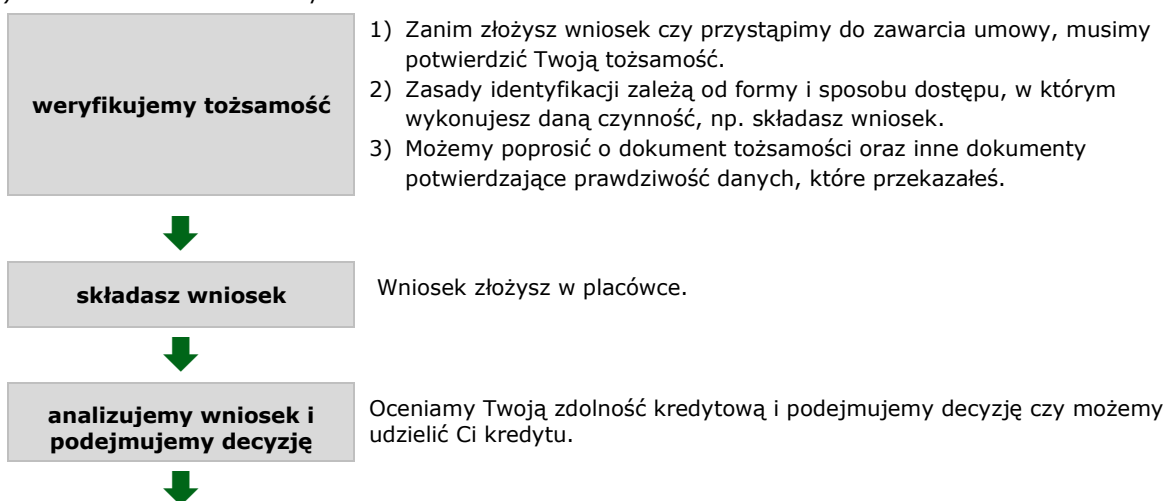 weryfikujemy tożsamość
1) Zanim złożysz wniosek czy przystąpimy do zawarcia umowy, musimy
potwierdzić Twoją tożsamość.
2) Zasady identyfikacji zależą od formy i sposobu dostępu, w którym
wykonujesz daną czynność, np. składasz wniosek.
3) Możemy poprosić o dokument tożsamości oraz inne dokumenty
potwierdzające prawdziwość danych, które przekazałeś.
składasz wniosek
Wniosek złożysz w placówce.
analizujemy wniosek i
podejmujemy decyzję
Oceniamy Twoją zdolność kredytową i podejmujemy decyzję czy możemy
udzielić Ci kredytu.